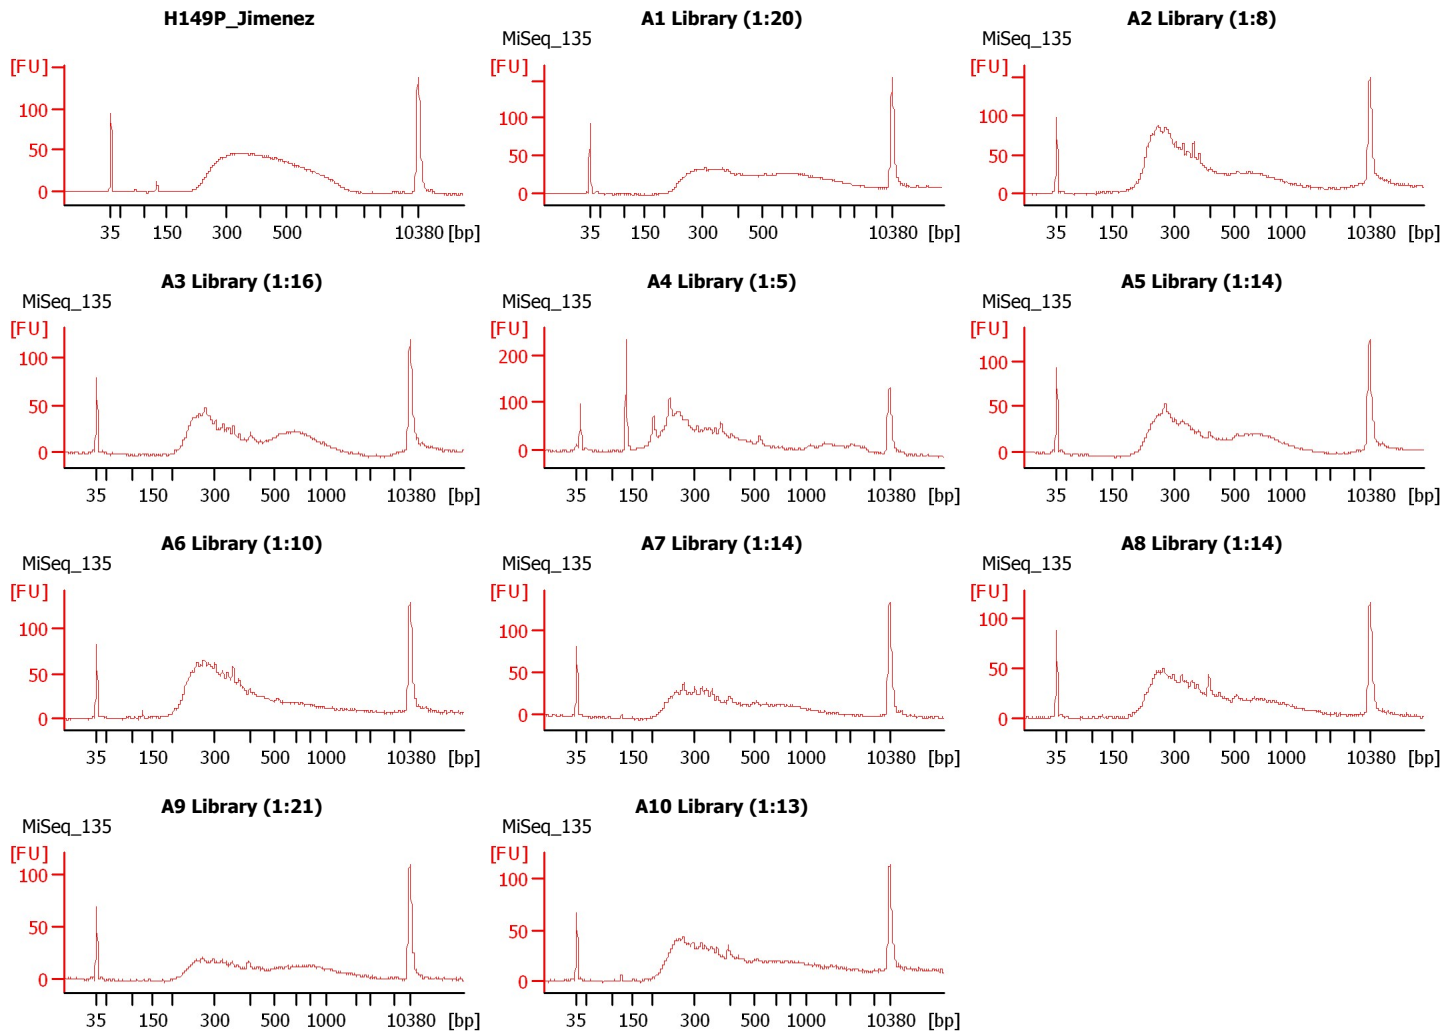 H149P_Jimenez
[FU]
100
50
0
35 150 300 500 10380 [bp]
A1 Library (1:20)
MiSeq_135
[FU]
100
50
0
35 150 300 500 10380 [bp]
A2 Library (1:8)
MiSeq_135
[FU]
100
50
0
35 150 300 500 1000 10380 [bp]
A3 Library (1:16)
MiSeq_135
[FU]
100
50
0
35 150 300 500 1000 10380 [bp]
A4 Library (1:5)
MiSeq_135
[FU]
200
100
0
35 150 300 500 1000 10380 [bp]
A5 Library (1:14)
MiSeq_135
[FU]
100
50
0
35 150 300 500 1000 10380 [bp]
A6 Library (1:10)
MiSeq_135
[FU]
100
50
0
35 150 300 500 1000 10380 [bp]
A7 Library (1:14)
MiSeq_135
[FU]
100
50
0
35 150 300 500 1000 10380 [bp]
A8 Library (1:14)
MiSeq_135
[FU]
100
50
0
35 150 300 500 1000 10380 [bp]
A9 Library (1:21)
MiSeq_135
[FU]
100
50
0
35 150 300 500 1000 10380 [bp]
A10 Library (1:13)
MiSeq_135
[FU]
100
50
0
35 150 300 500 1000 10380 [bp]